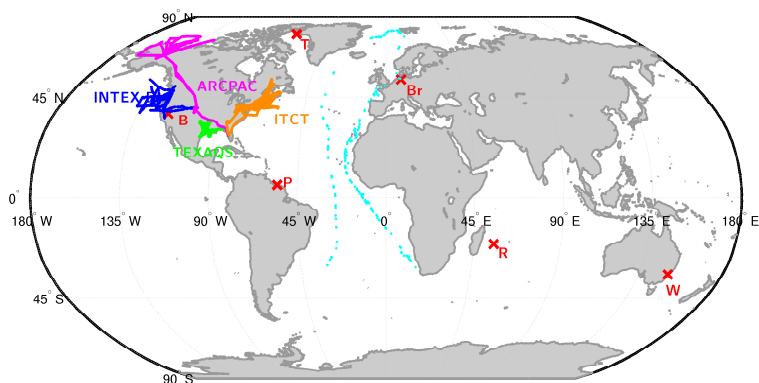 90° N
T
ARCPAC
Br
INTEX
45° N
B
ITCT
TEXAQS
P
0°
180° W
135° W
90° W
45° W
0
45° E
90° E
135° E
180° E
R
W
45° S
90° S